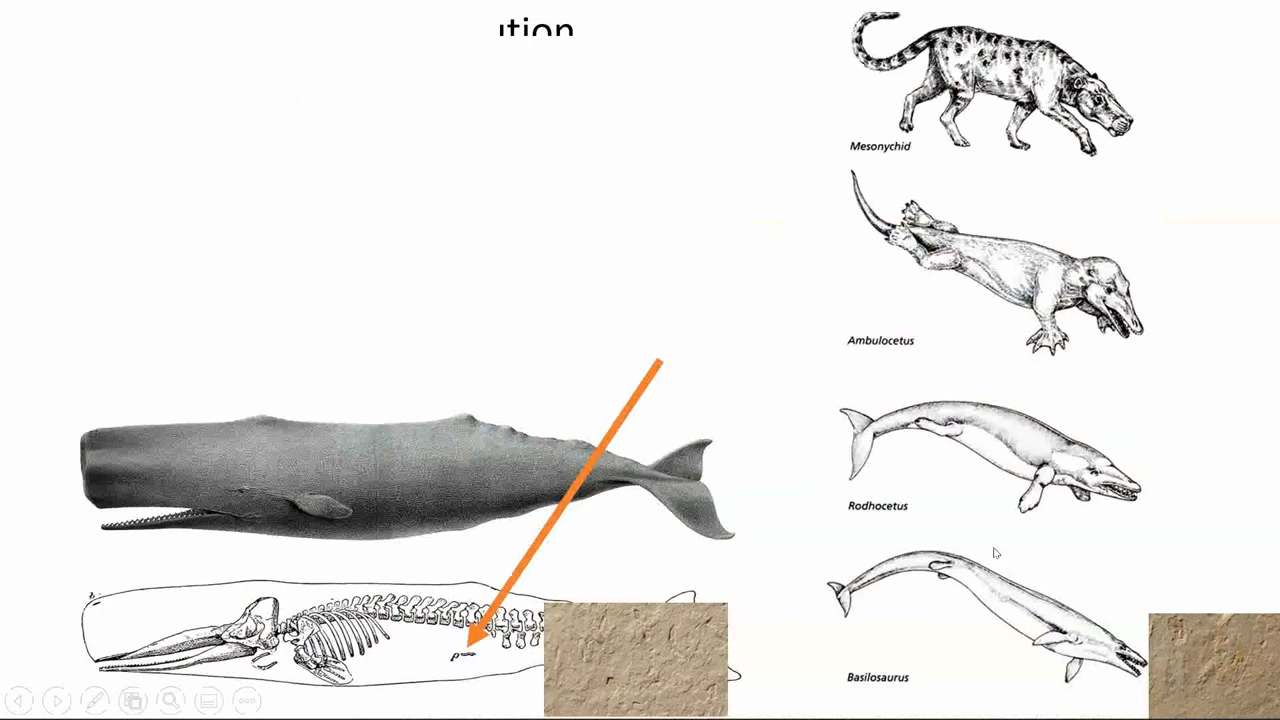 ution
Mesonychid
Ambulocetus
Rodhocetus
Basilosaurus
P